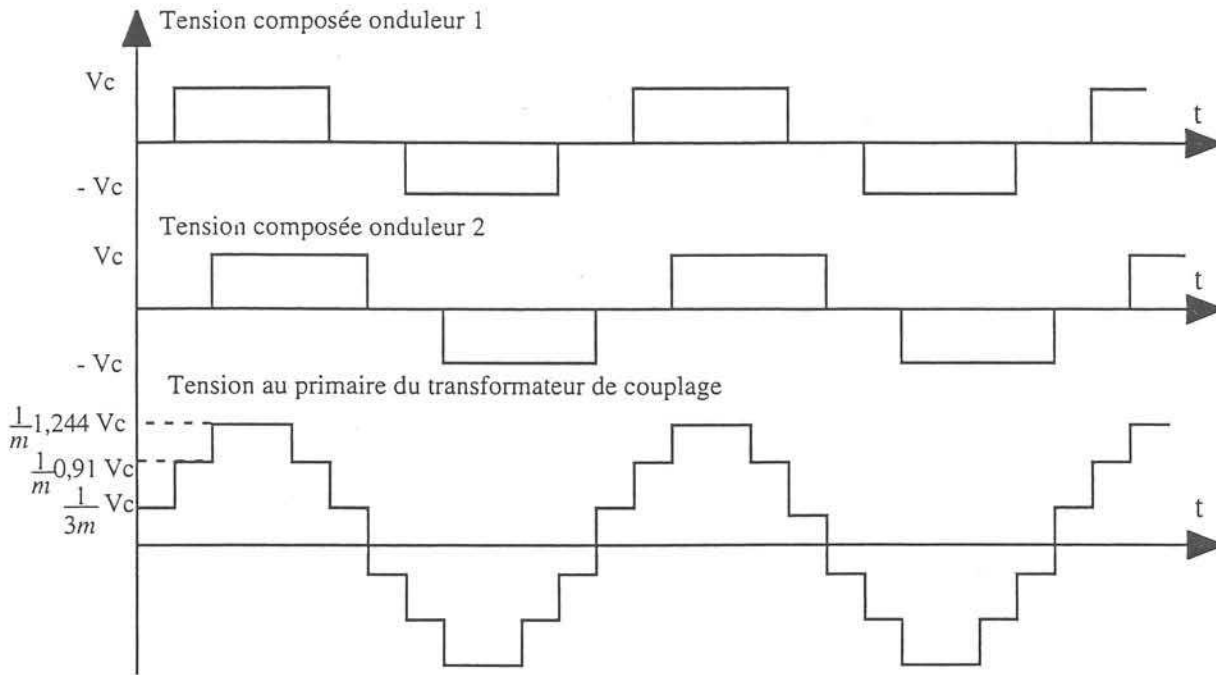 Tension composée onduleur 1
Vc
t
- Vc
Tension composée onduleur 2
Vc
t
- Vc
Tension au primaire du transformateur de couplage
1/m 1,244 Vc
1/m 0,91 Vc
1/3m Vc
t